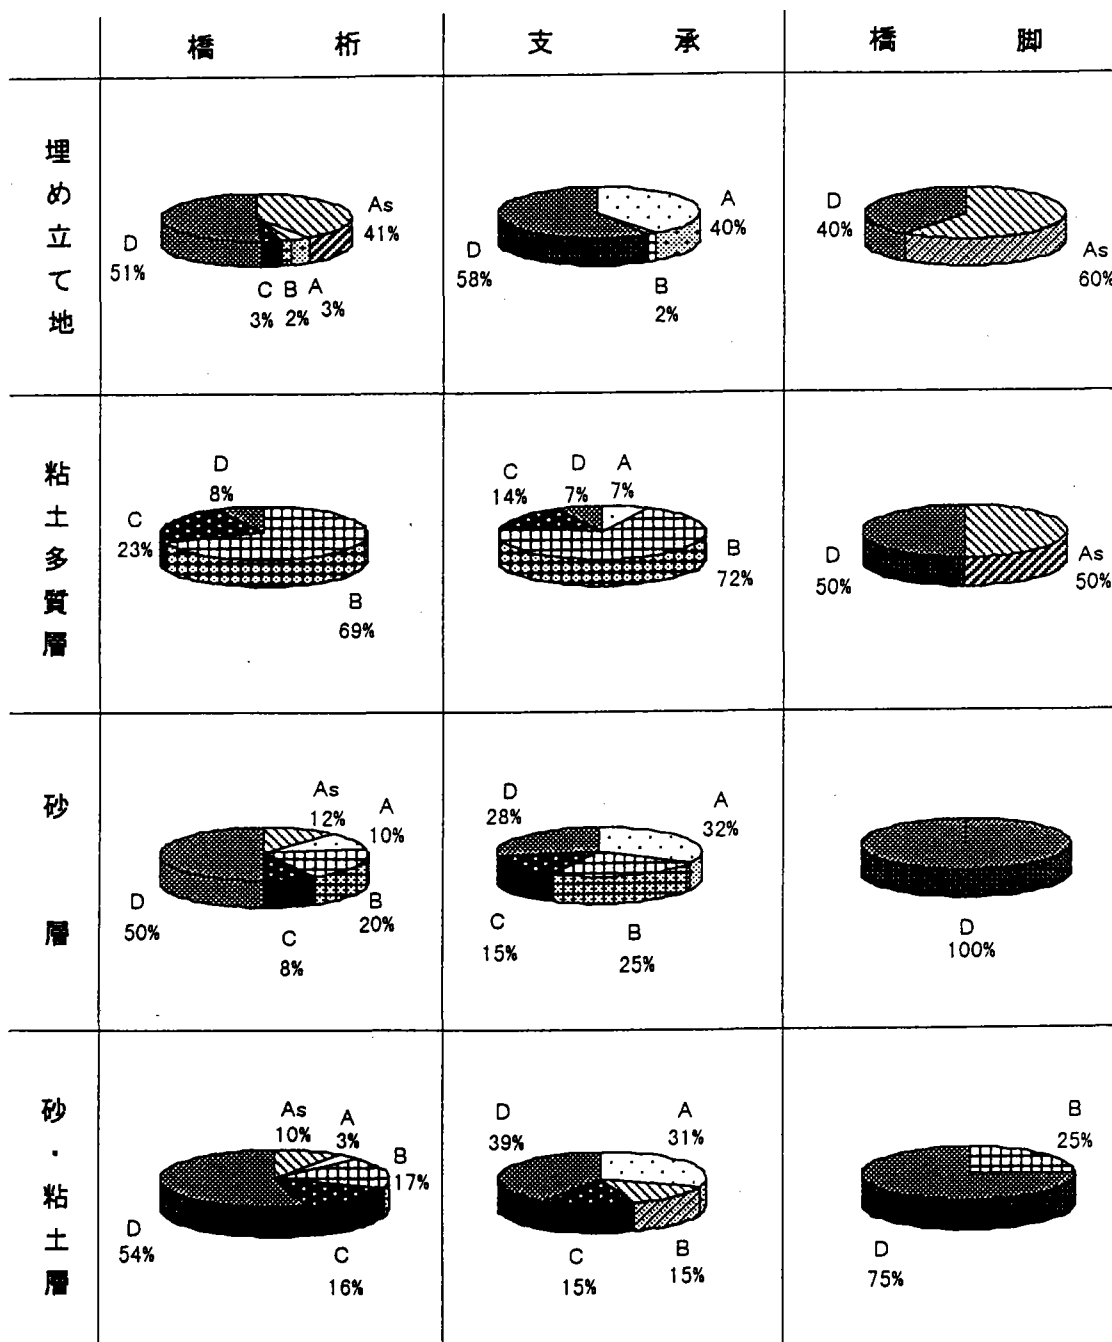 橋 桁 支 承 橋 脚
埋め立て地
As
41%
D
51%
C
3%
B
2%
A
3%
A
40%
D
58%
B
2%
D
40%
As
60%
粘土多質層
D
8%
C
23%
B
69%
C
14%
D
7%
A
7%
B
72%
D
50%
As
50%
砂層
As
12%
A
10%
D
50%
B
20%
C
8%
D
28%
A
32%
C
15%
B
25%
D
100%
砂・粘土層
As
10%
A
3%
B
17%
D
54%
C
16%
D
39%
A
31%
C
15%
B
15%
B
25%
D
75%